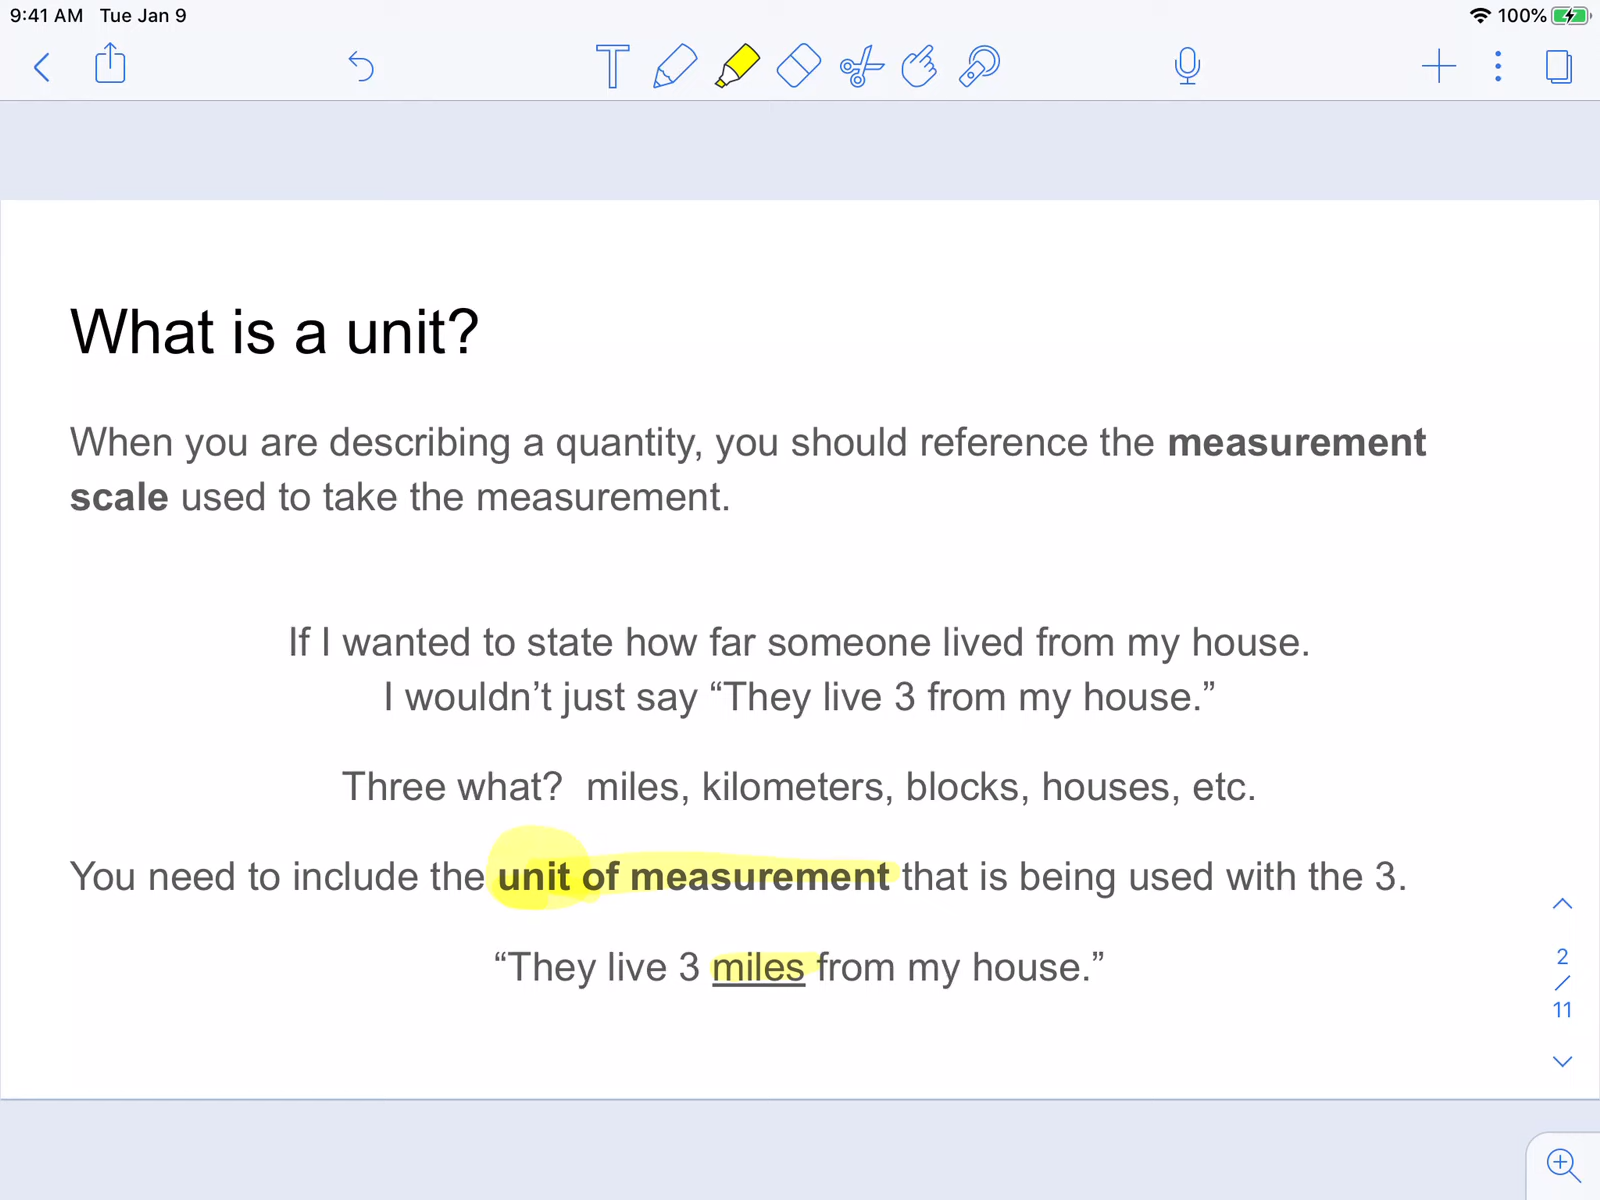 9:41 AM Tue Jan 9
100%
What is a unit?
When you are describing a quantity, you should reference the measurement
scale used to take the measurement.
If I wanted to state how far someone lived from my house.
I wouldn’t just say “They live 3 from my house.”
Three what?  miles, kilometers, blocks, houses, etc.
You need to include the unit of measurement that is being used with the 3.
“They live 3 miles from my house.”
2
/
11